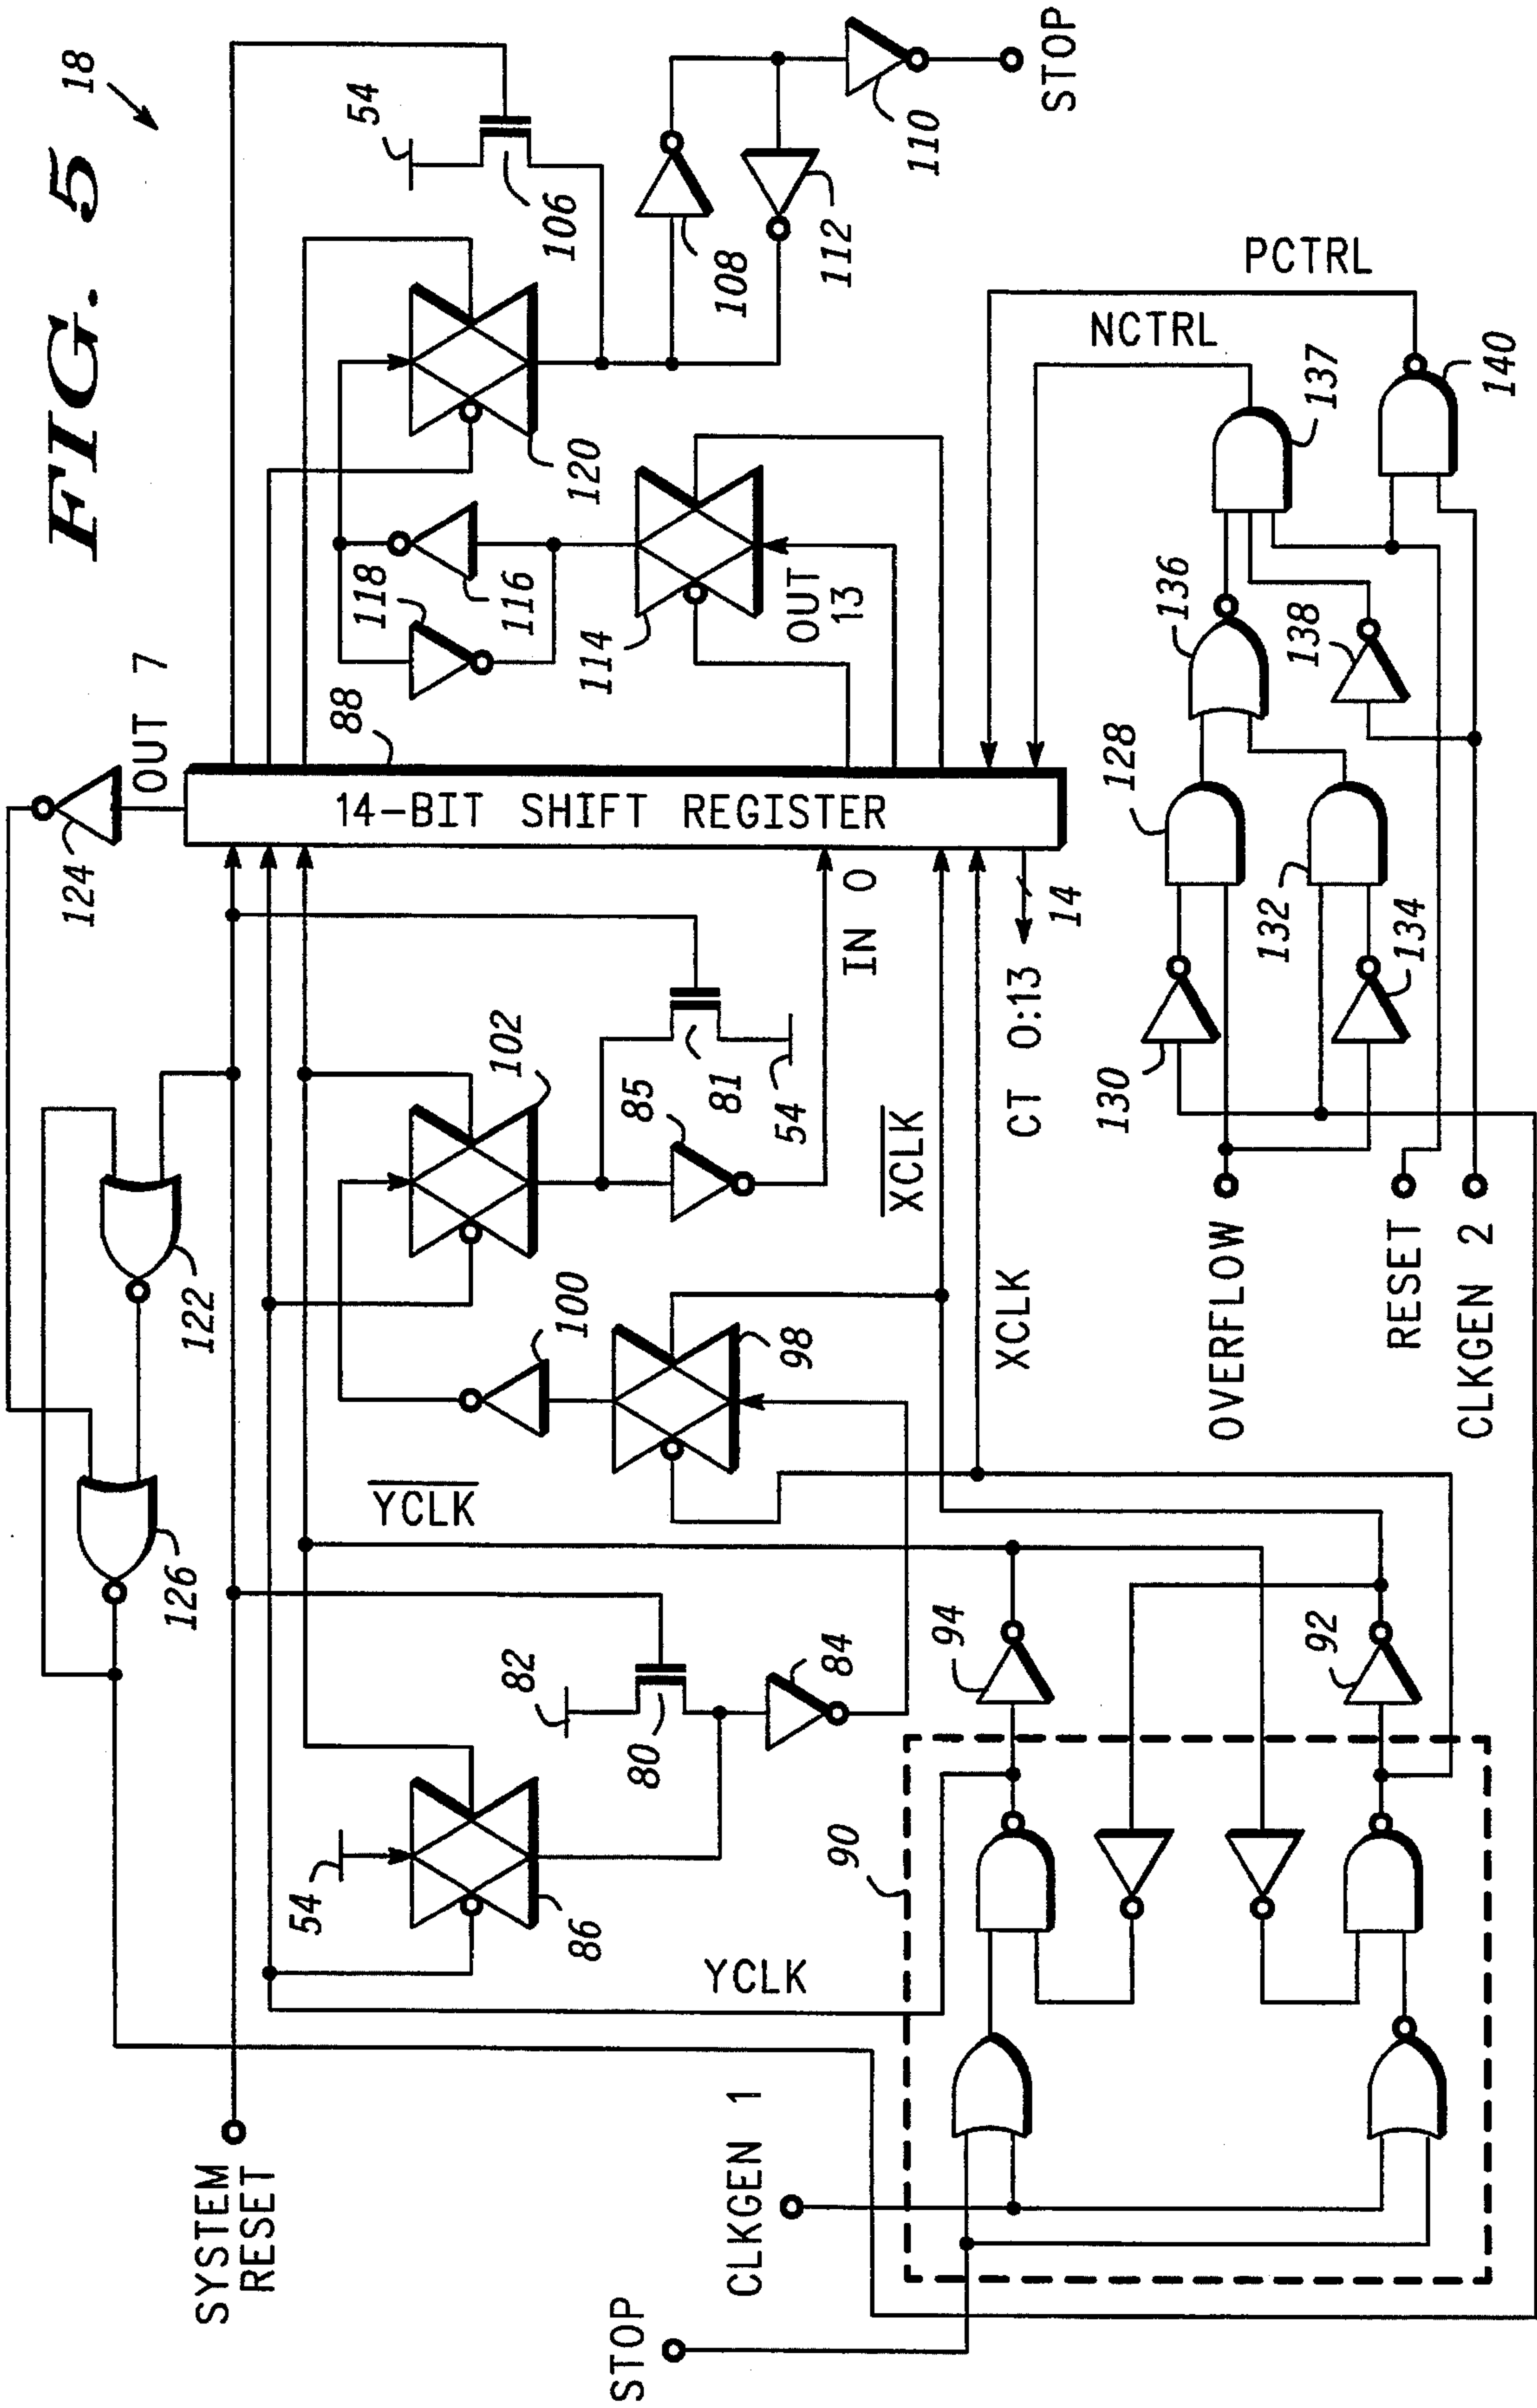 FIG. 5
18
SYSTEM
RESET
126
122
124
OUT 7
54
86
82
80
84
YCLK
YCLK
100
98
102
85
81
54
IN 0
88
14-BIT SHIFT REGISTER
118
116
114
OUT
13
120
54
106
108
112
110
STOP
STOP
CLKGEN 1
90
94
92
XCLK
XCLK
CT 0:13
14
OVERFLOW
RESET
CLKGEN 2
130
128
132
134
136
138
137
140
NCTRL
PCTRL